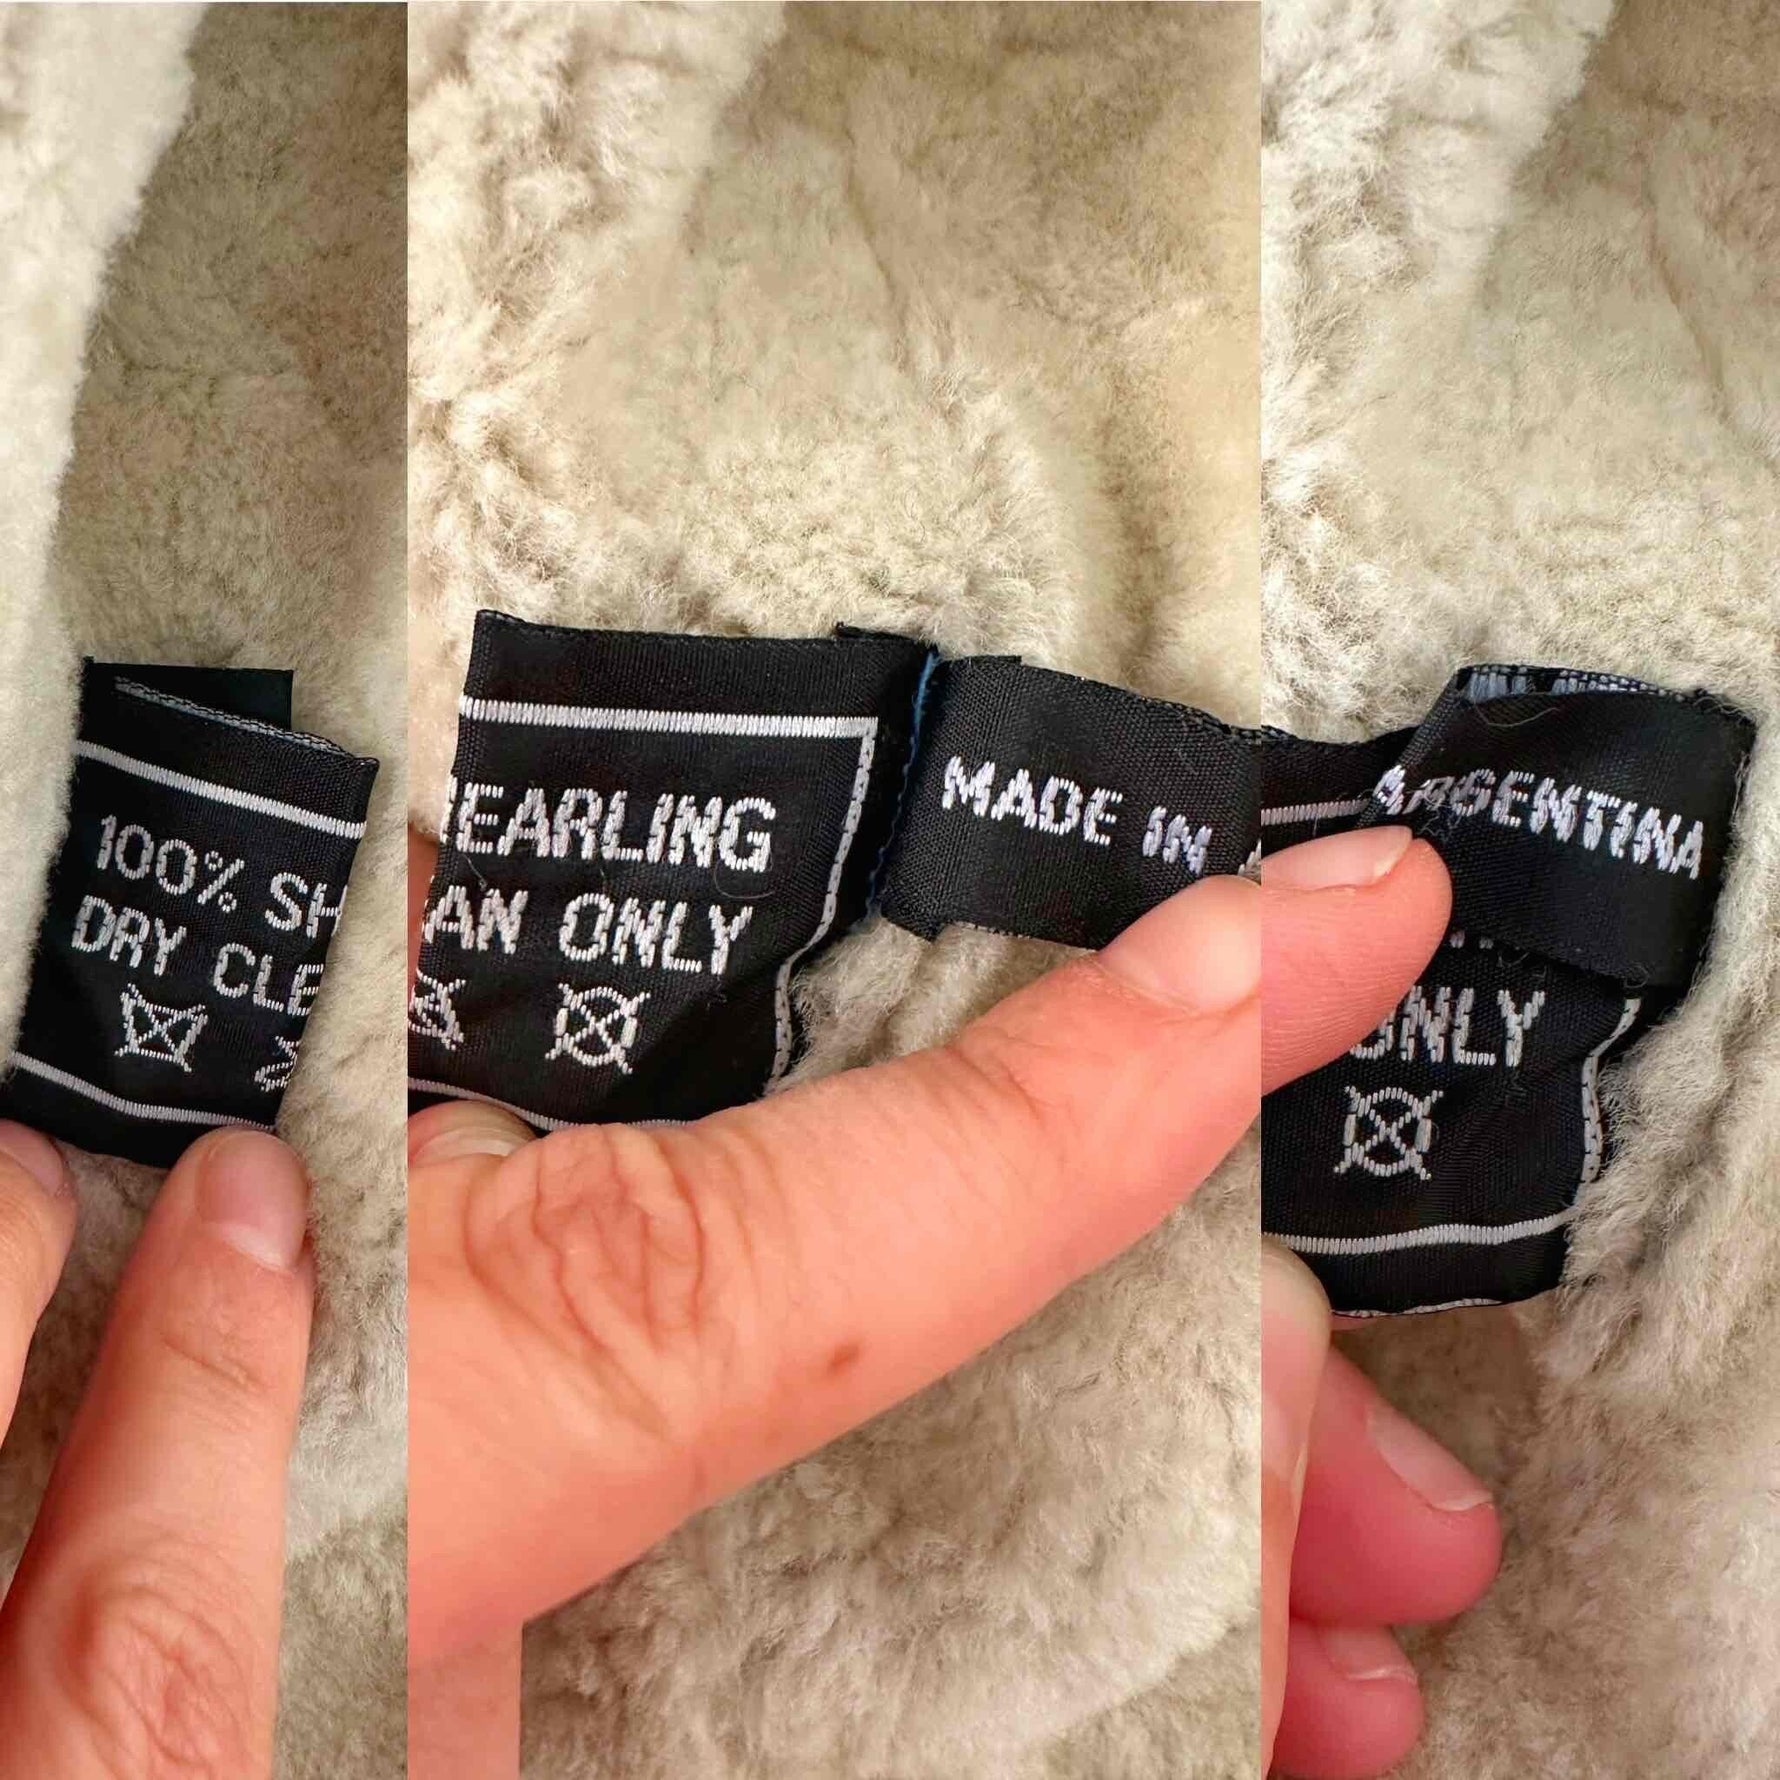 100% SH
DRY CLE
EARLING
AN ONLY
MADE IN
ARGENTINA
ONLY